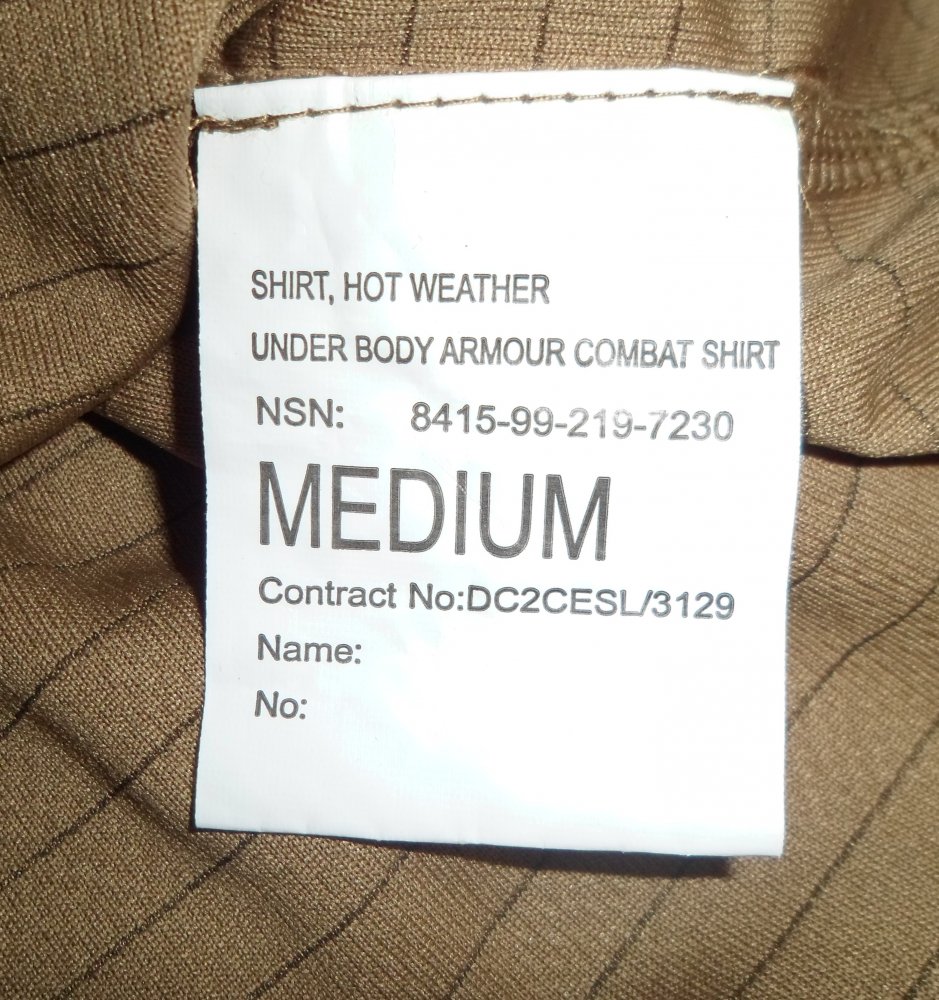 SHIRT, HOT WEATHER
UNDER BODY ARMOUR COMBAT SHIRT
NSN: 8415-99-219-7230
MEDIUM
Contract No:DC2CESL/3129
Name:
No: